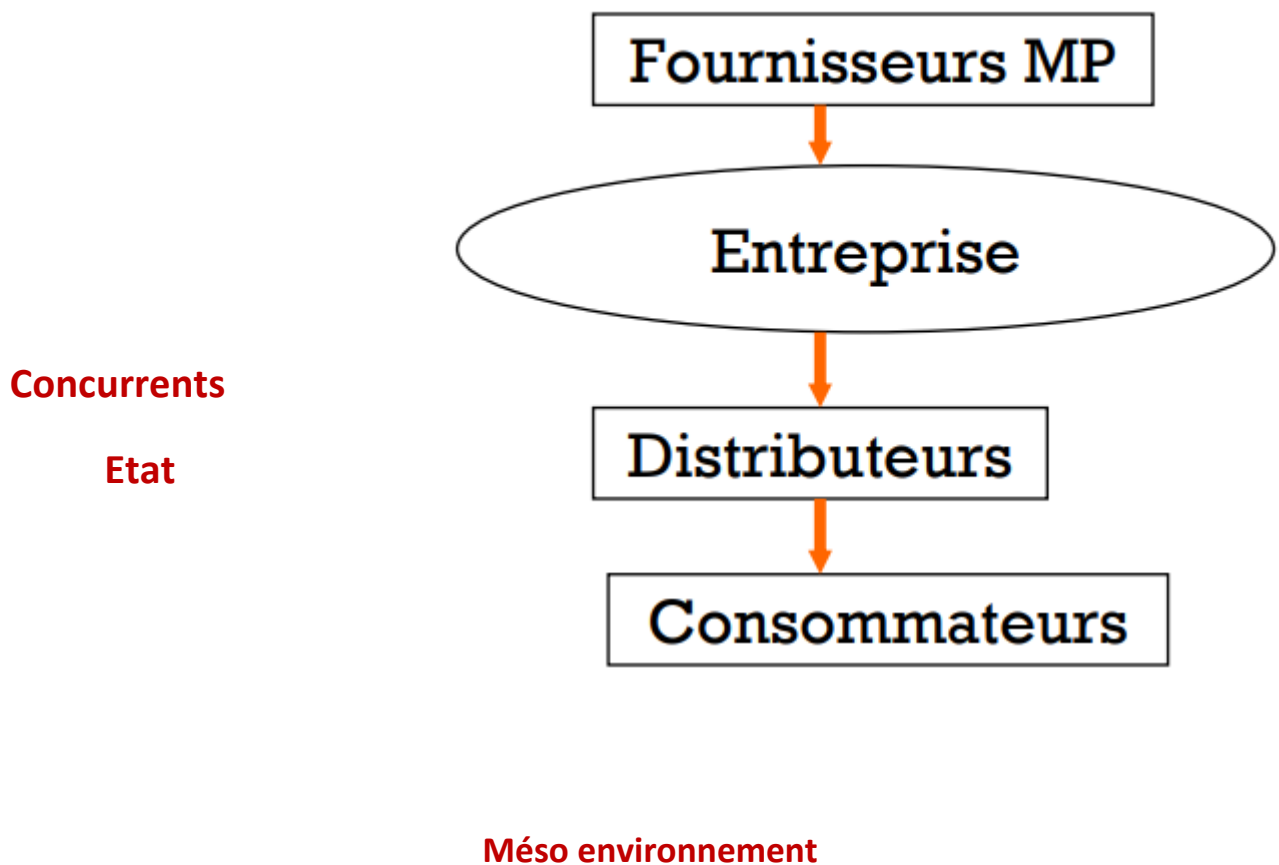 Fournisseurs MP
Entreprise
Concurrents
Distributeurs
Etat
Consommateurs
Méso environnement